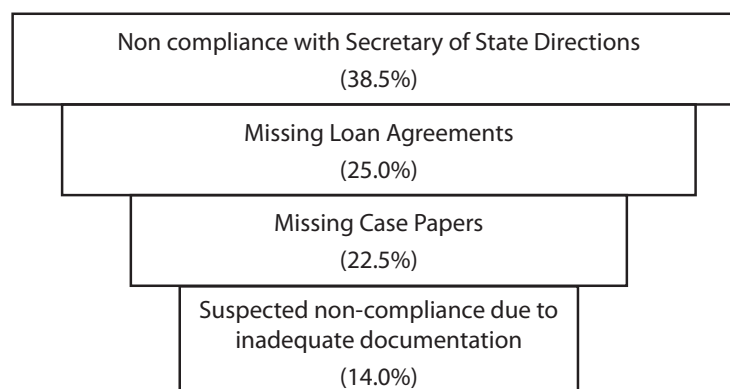 Non compliance with Secretary of State Directions
(38.5%)
Missing Loan Agreements
(25.0%)
Missing Case Papers
(22.5%)
Suspected non-compliance due to
inadequate documentation
(14.0%)